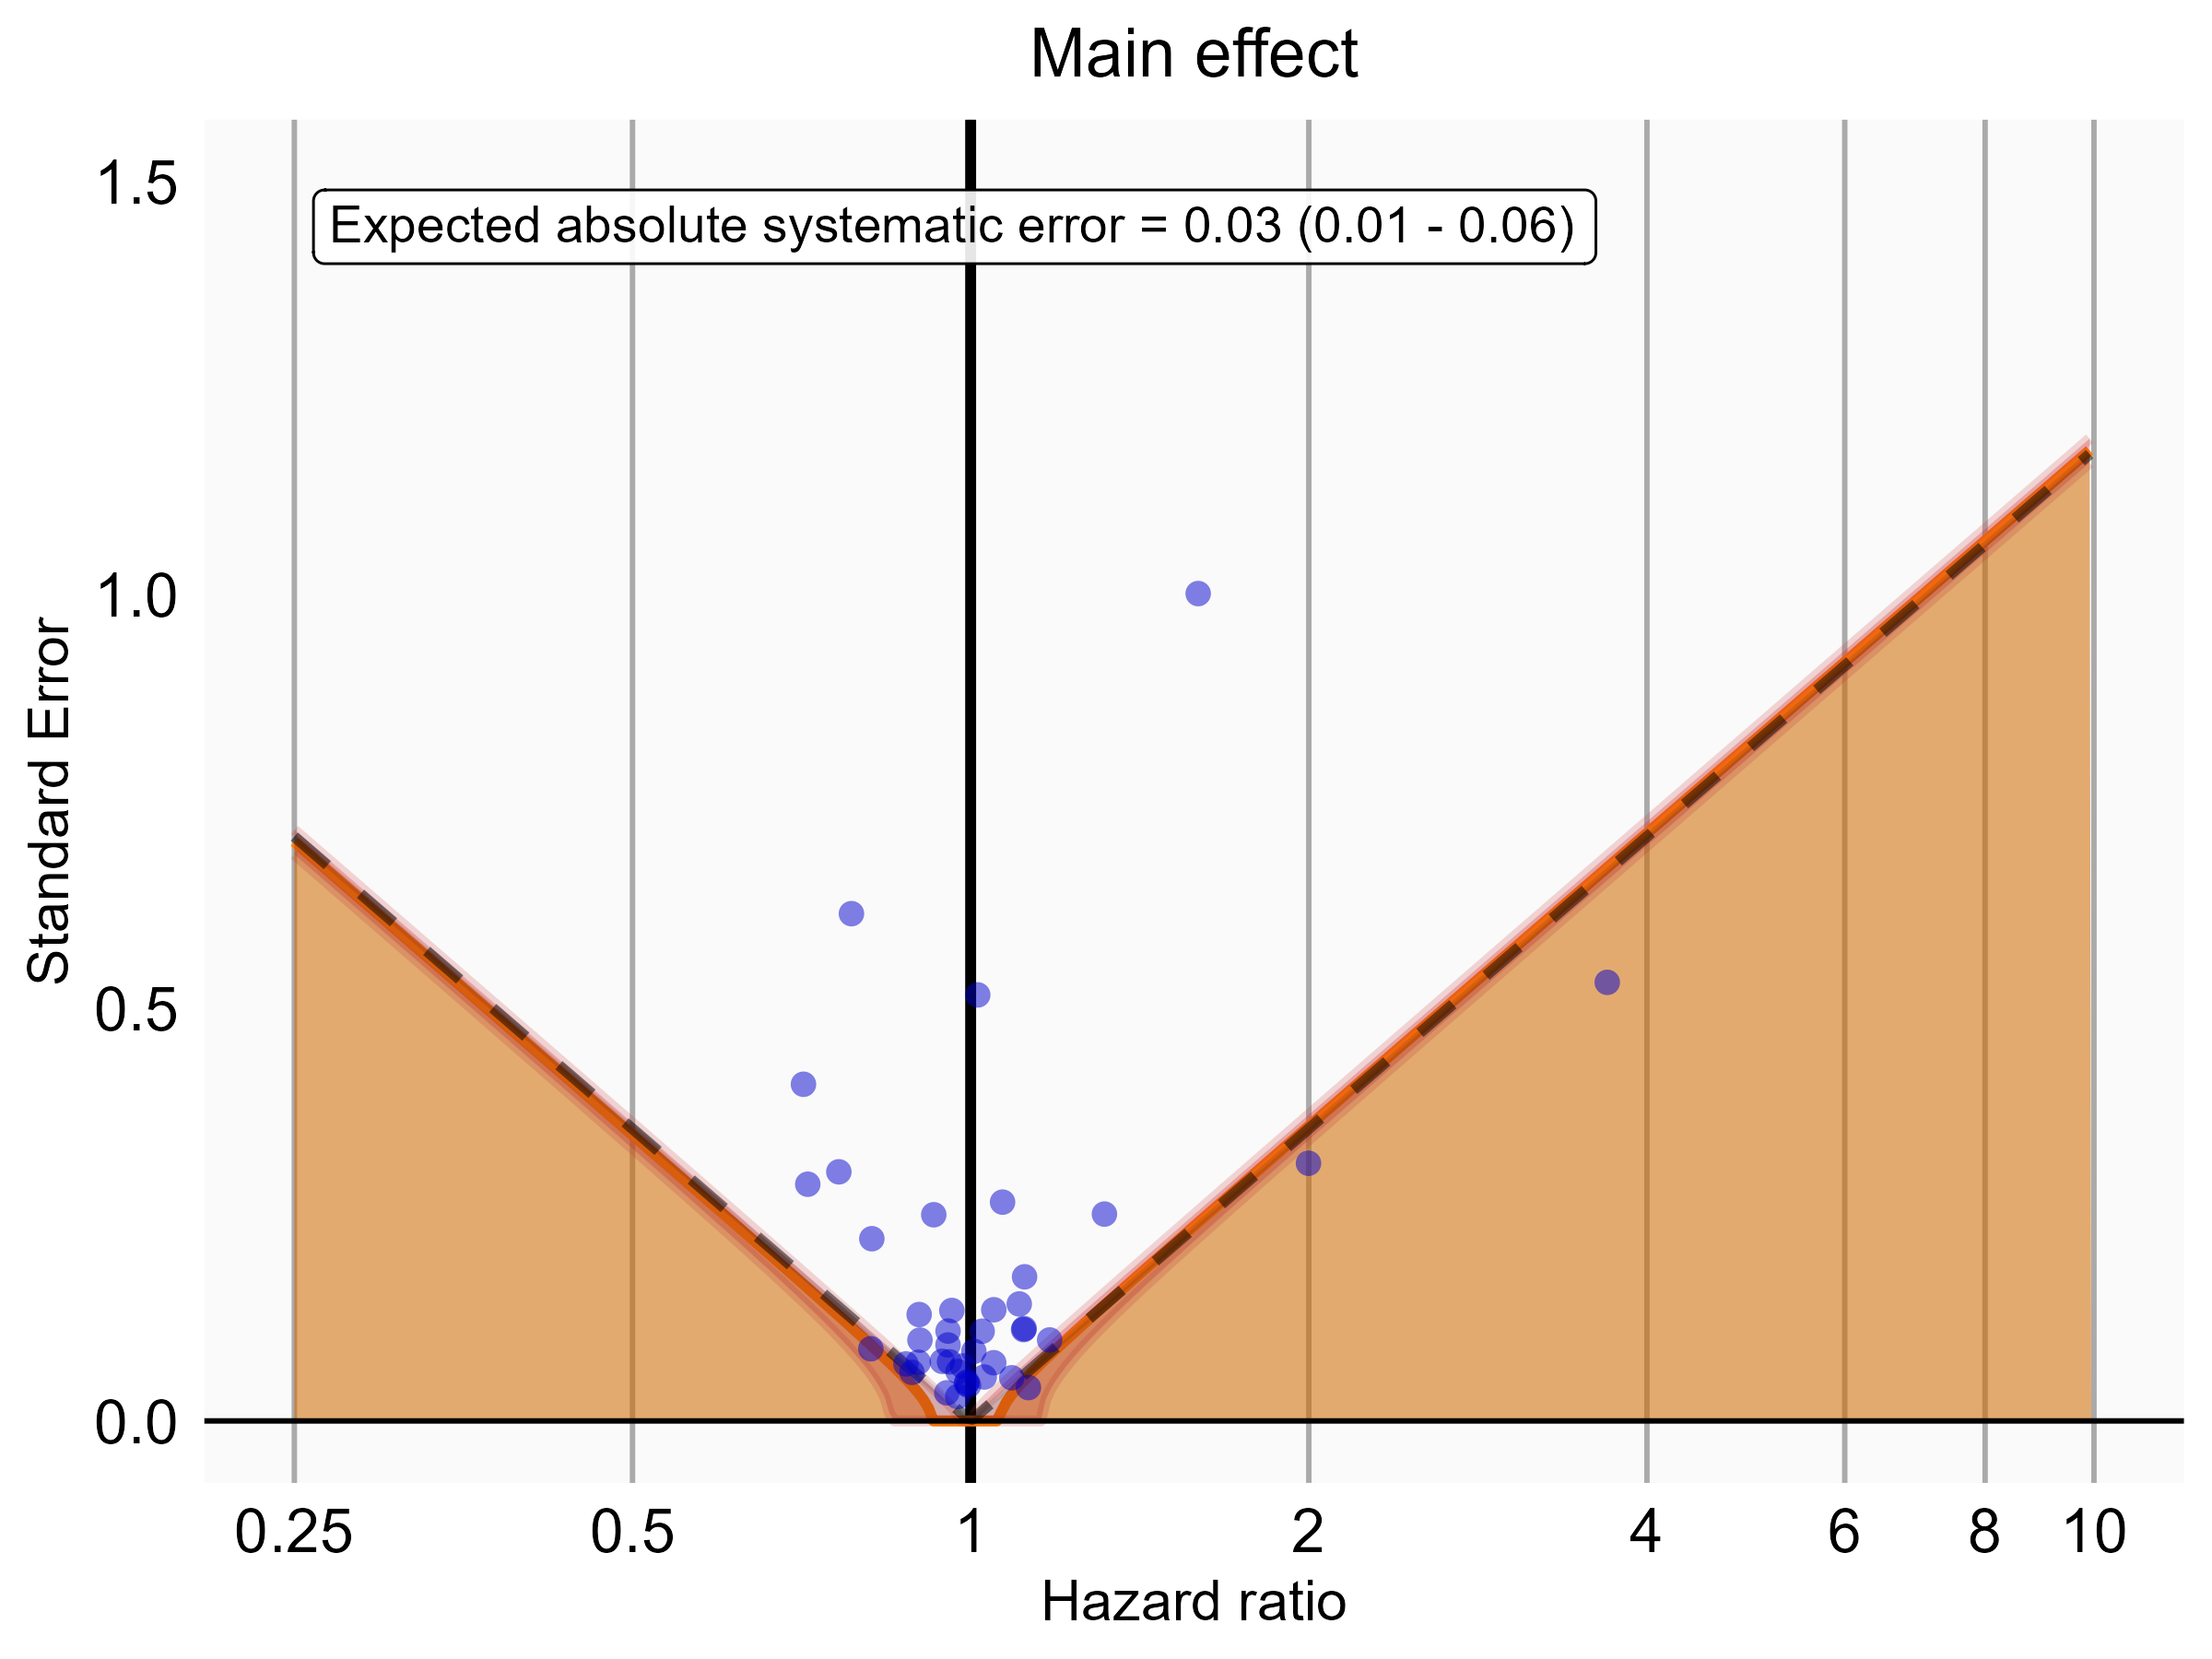 Main effect
Expected absolute systematic error = 0.03 (0.01 - 0.06)
1.5
1.0
0.5
0.0
Standard Error
0.25 0.5 1 2 4 6 8 10
Hazard ratio